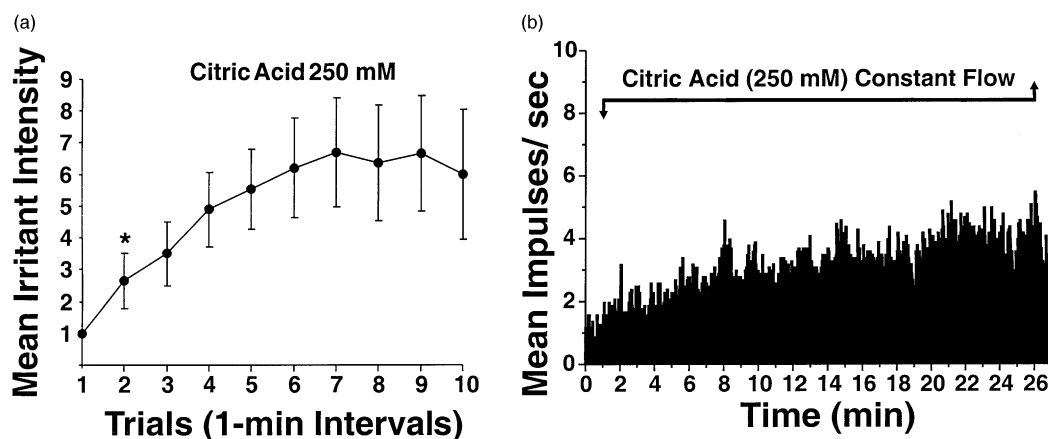 (a)
Citric Acid 250 mM
Mean Irritant Intensity
9
8
7
6
5
4
3
2
1
*
1 2 3 4 5 6 7 8 9 10
Trials (1-min Intervals)
(b)
Citric Acid (250 mM) Constant Flow
Mean Impulses/ sec
10
8
6
4
2
0
0 2 4 6 8 10 12 14 16 18 20 22 24 26
Time (min)